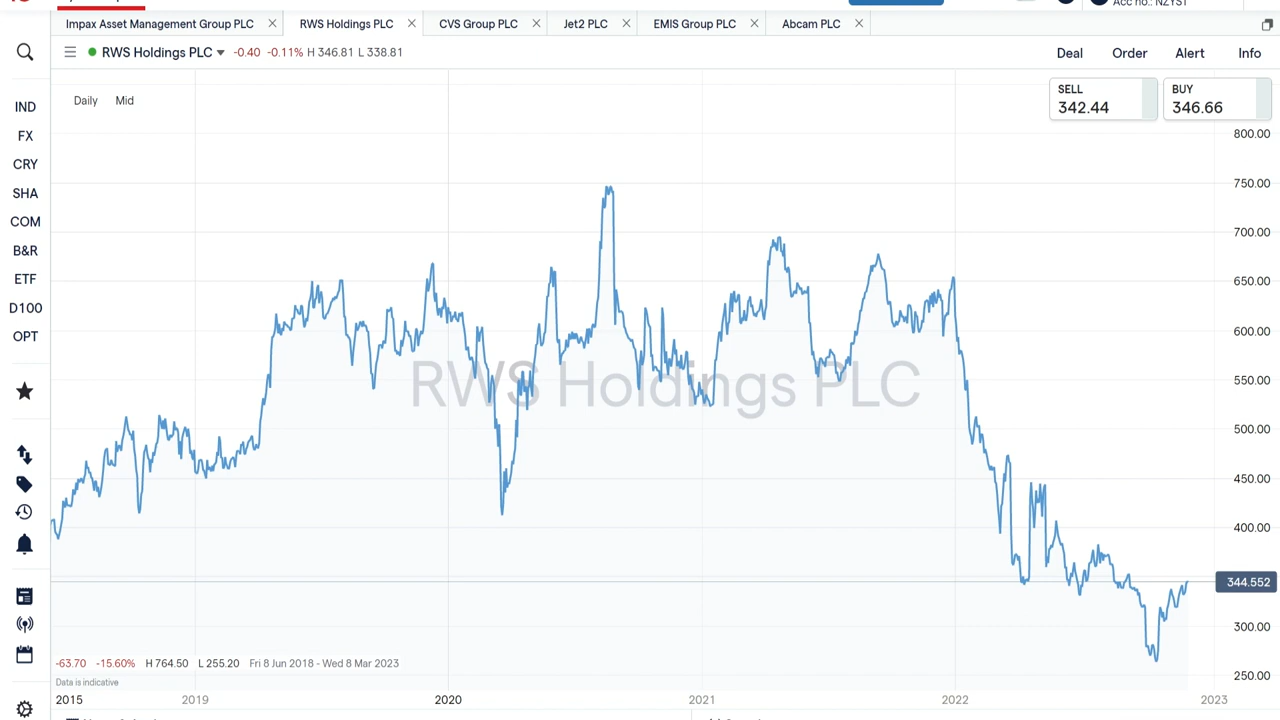 Acc no.: NZYST
Impax Asset Management Group PLC
RWS Holdings PLC
CVS Group PLC
Jet2 PLC
EMIS Group PLC
Abcam PLC
RWS Holdings PLC -0.40 -0.11% H 346.81 L 338.81
Deal Order Alert Info
Daily Mid
SELL
342.44
BUY
346.66
IND
FX
CRY
SHA
COM
B&R
ETF
D100
OPT
800.00
750.00
700.00
650.00
600.00
550.00
500.00
450.00
400.00
344.552
300.00
250.00
RWS Holdings PLC
-63.70 -15.60% H 764.50 L 255.20 Fri 8 Jun 2018 - Wed 8 Mar 2023
Data is indicative
2015 2019 2020 2021 2022 2023